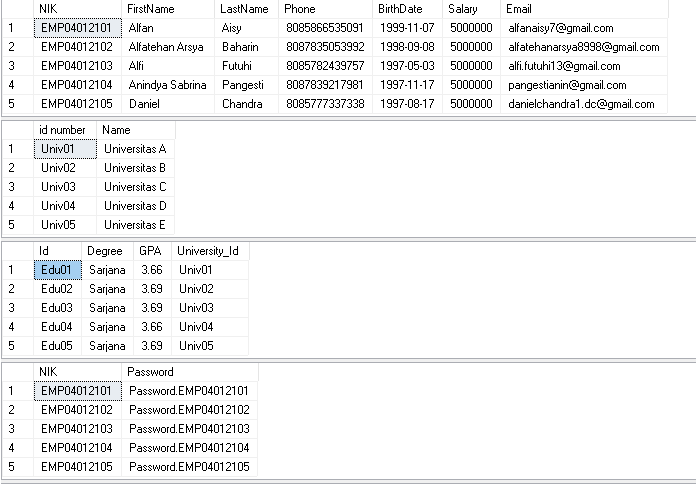 NIK FirstName LastName Phone BirthDate Salary Email
1 EMP04012101 Alfan Aisy 8085866535091 1999-11-07 5000000 alfanaisy7@gmail.com
2 EMP04012102 Alfatehan Arsya Baharin 8087835053992 1998-09-08 5000000 alfatehanarsya8998@gmail.com
3 EMP04012103 Alfi Futuhi 8085782439757 1997-05-03 5000000 alfi.futuhi13@gmail.com
4 EMP04012104 Anindya Sabrina Pangesti 8087839217981 1997-11-17 5000000 pangestianin@gmail.com
5 EMP04012105 Daniel Chandra 8085777337338 1997-08-17 5000000 danielchandra1.dc@gmail.com
id number Name
1 Univ01 Universitas A
2 Univ02 Universitas B
3 Univ03 Universitas C
4 Univ04 Universitas D
5 Univ05 Universitas E
Id Degree GPA University_Id
1 Edu01 Sarjana 3.66 Univ01
2 Edu02 Sarjana 3.69 Univ02
3 Edu03 Sarjana 3.69 Univ03
4 Edu04 Sarjana 3.66 Univ04
5 Edu05 Sarjana 3.69 Univ05
NIK Password
1 EMP04012101 Password.EMP04012101
2 EMP04012102 Password.EMP04012102
3 EMP04012103 Password.EMP04012103
4 EMP04012104 Password.EMP04012104
5 EMP04012105 Password.EMP04012105